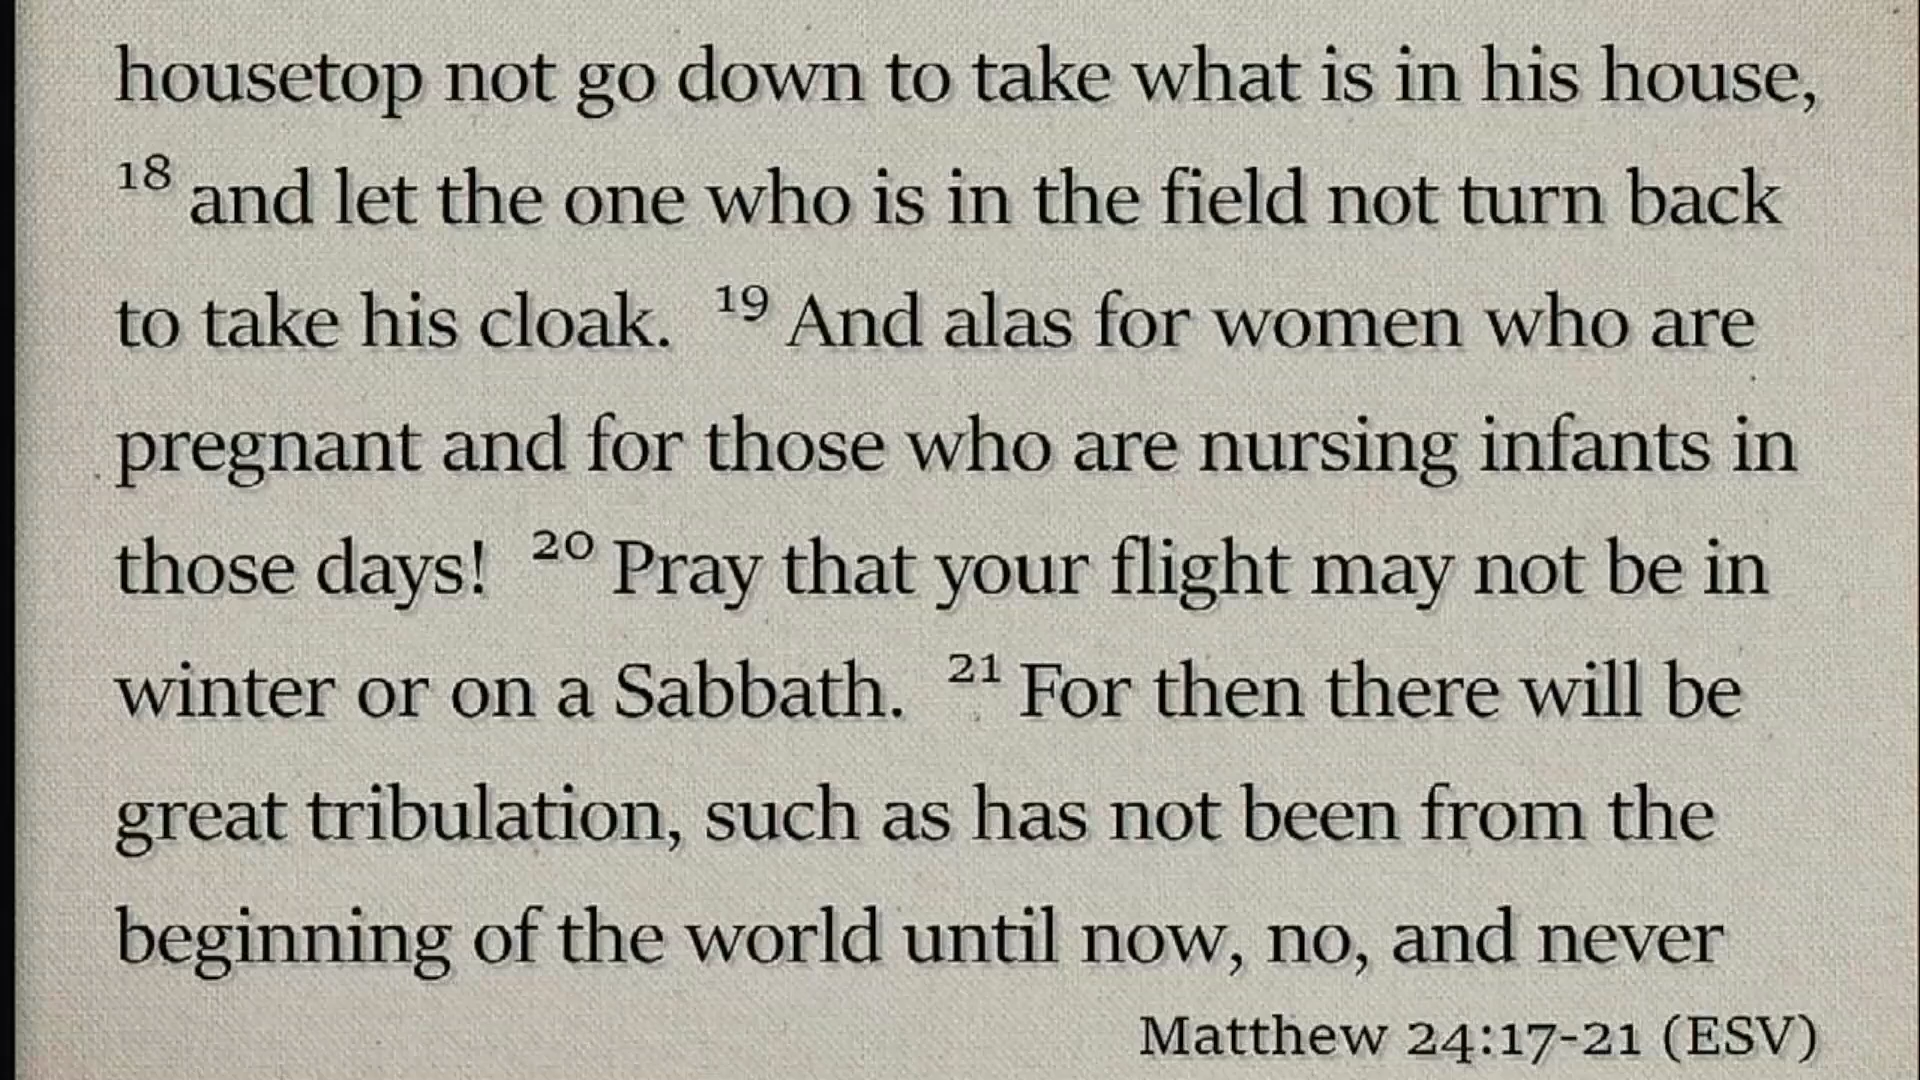 housetop not go down to take what is in his house,
18 and let the one who is in the field not turn back
to take his cloak. 19 And alas for women who are
pregnant and for those who are nursing infants in
those days! 20 Pray that your flight may not be in
winter or on a Sabbath. 21 For then there will be
great tribulation, such as has not been from the
beginning of the world until now, no, and never
Matthew 24:17-21 (ESV)